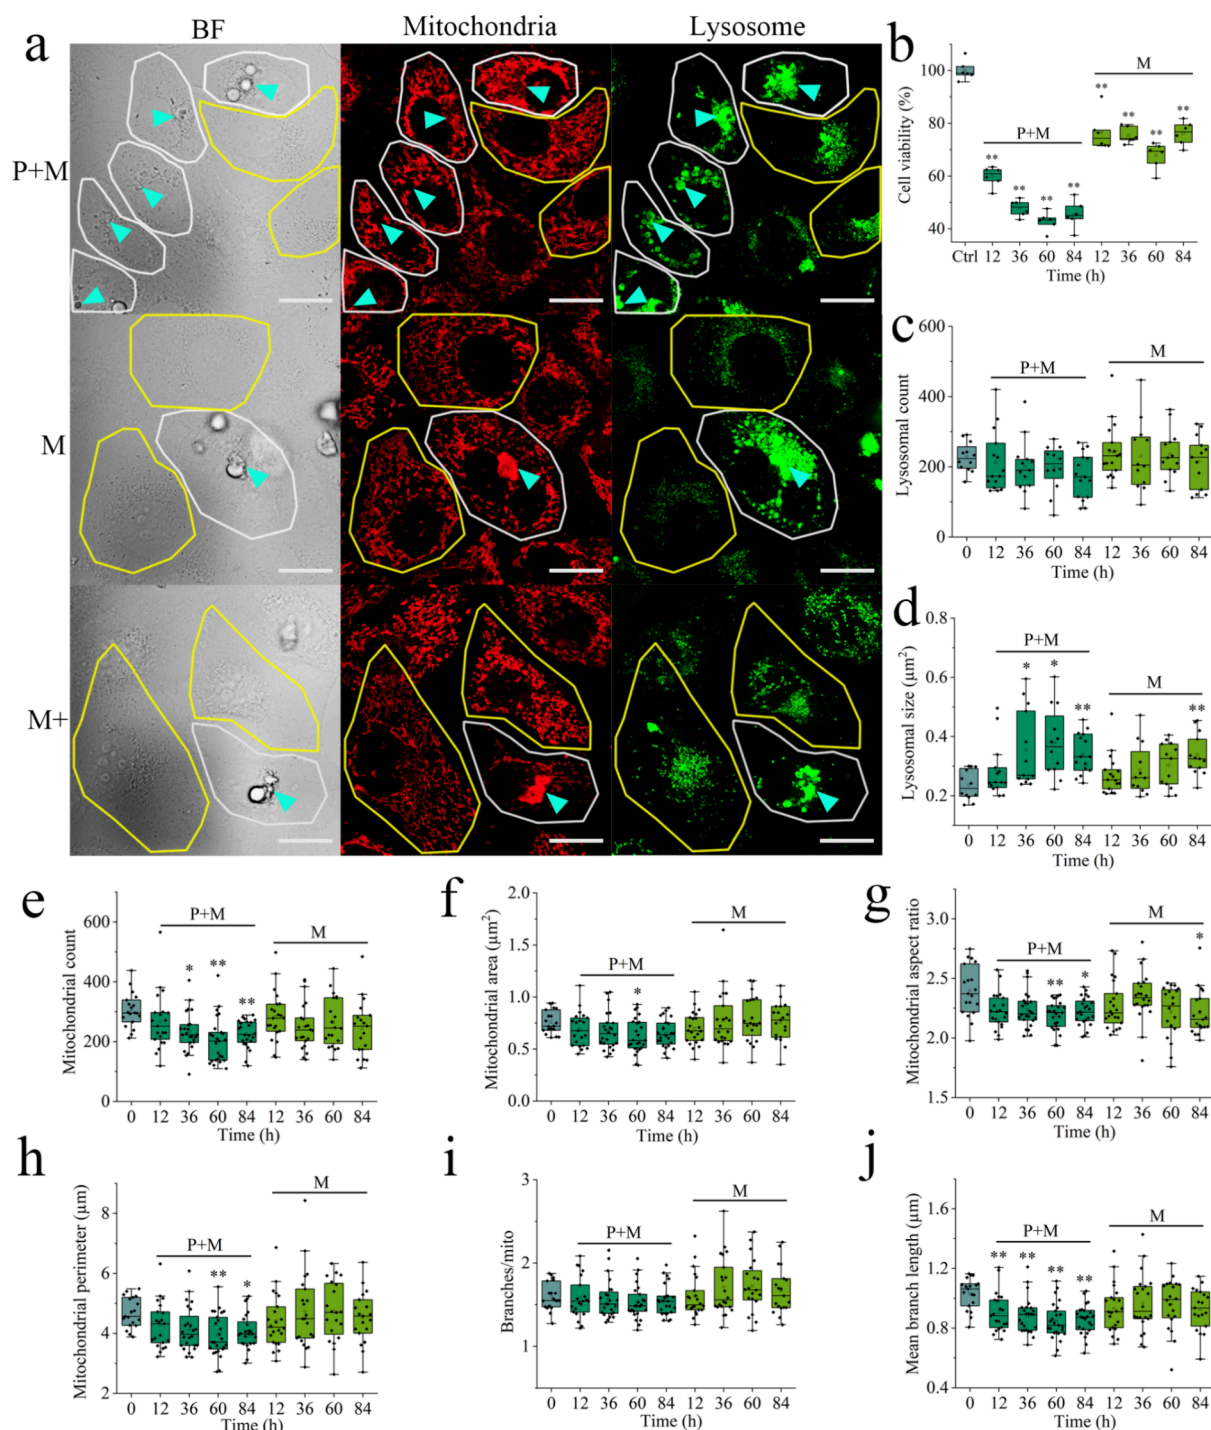 a
BF
Mitochondria
Lysosome
P+M
M
M+
b
Cell viability (%)
100
80
60
40
P+M
M
**
**
**
**
**
**
**
**
Ctrl 12 36 60 84 12 36 60 84
Time (h)
c
Lysosomal count
600
400
200
0
P+M
M
0 12 36 60 84 12 36 60 84
Time (h)
d
Lysosomal size (μm²)
0.8
0.6
0.4
0.2
P+M
M
*
*
**
**
0 12 36 60 84 12 36 60 84
Time (h)
e
Mitochondrial count
600
400
200
0
P+M
M
*
**
**
0 12 36 60 84 12 36 60 84
Time (h)
f
Mitochondrial area (μm²)
2.0
1.5
1.0
0.5
0.0
P+M
M
*
0 12 36 60 84 12 36 60 84
Time (h)
g
Mitochondrial aspect ratio
3.0
2.5
2.0
1.5
P+M
M
**
*
*
0 12 36 60 84 12 36 60 84
Time (h)
h
Mitochondrial perimeter (μm)
8
6
4
2
P+M
M
**
*
0 12 36 60 84 12 36 60 84
Time (h)
i
Branches/mito
3
2
1
P+M
M
0 12 36 60 84 12 36 60 84
Time (h)
j
Mean branch length (μm)
1.6
1.2
0.8
0.4
P+M
M
**
**
**
**
0 12 36 60 84 12 36 60 84
Time (h)